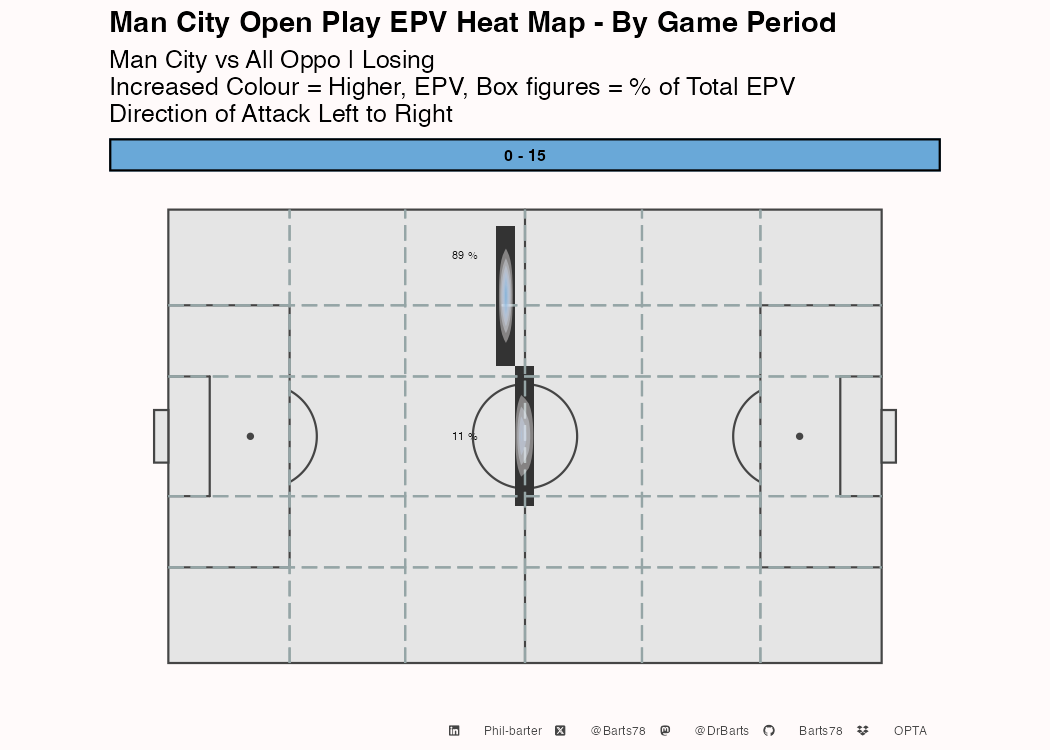 Man City Open Play EPV Heat Map - By Game Period
Man City vs All Oppo | Losing
Increased Colour = Higher, EPV, Box figures = % of Total EPV
Direction of Attack Left to Right
0 - 15
89 %
11 %
Phil-barter @Barts78 @DrBarts Barts78 OPTA